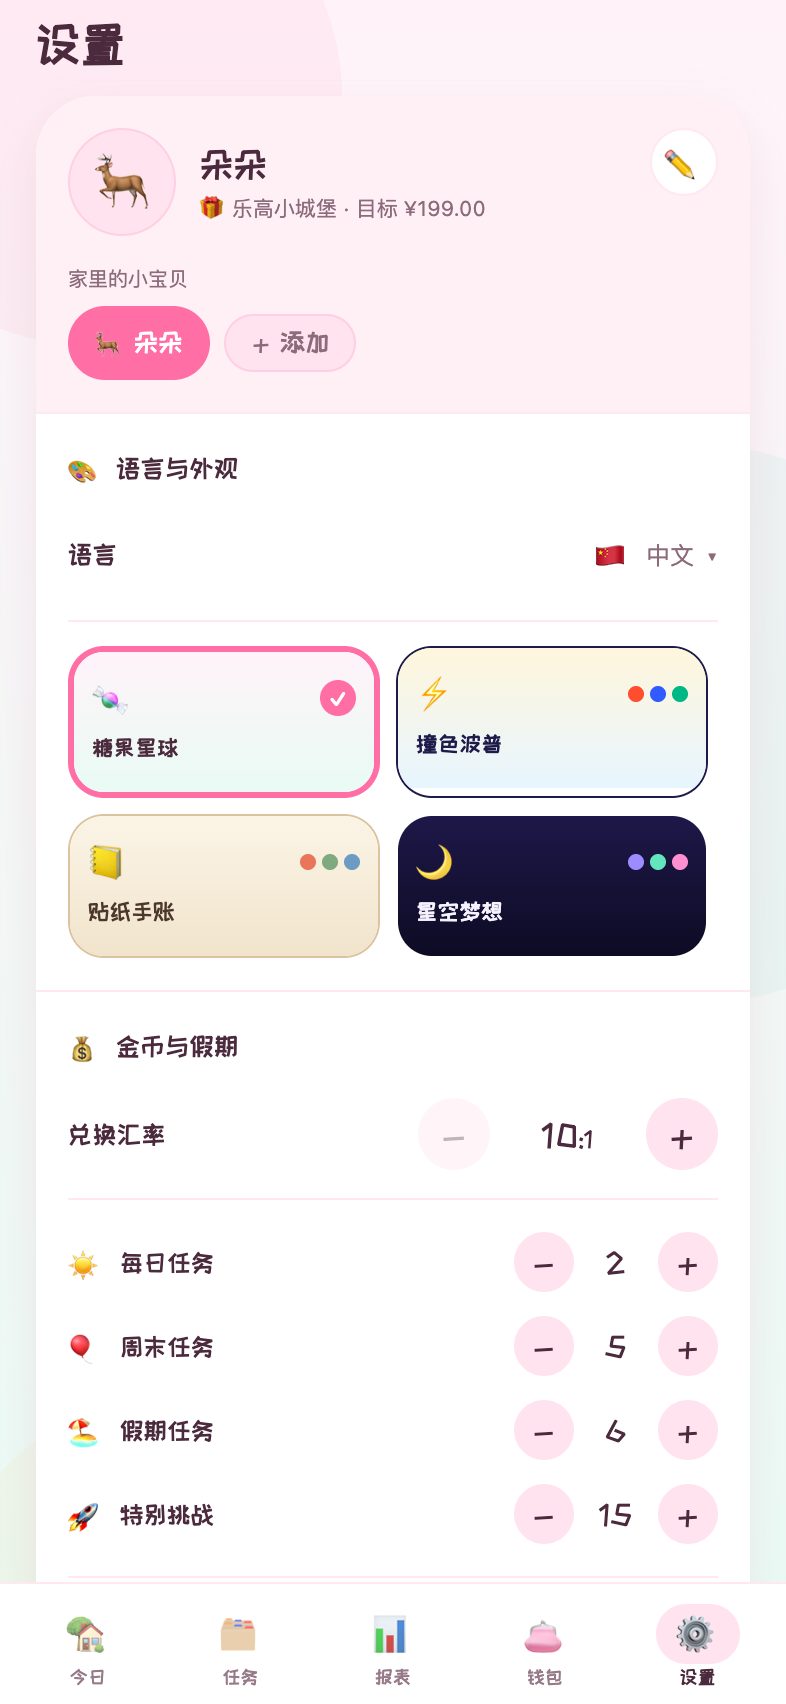 设置
朵朵
乐高小城堡 · 目标 ¥199.00
家里的小宝贝
朵朵
+ 添加
语言与外观
语言 中文
糖果星球
撞色波普
贴纸手账
星空梦想
金币与假期
兑换汇率 − 10:1 +
每日任务 − 2 +
周末任务 − 5 +
假期任务 − 6 +
特别挑战 − 15 +
今日 任务 报表 钱包 设置